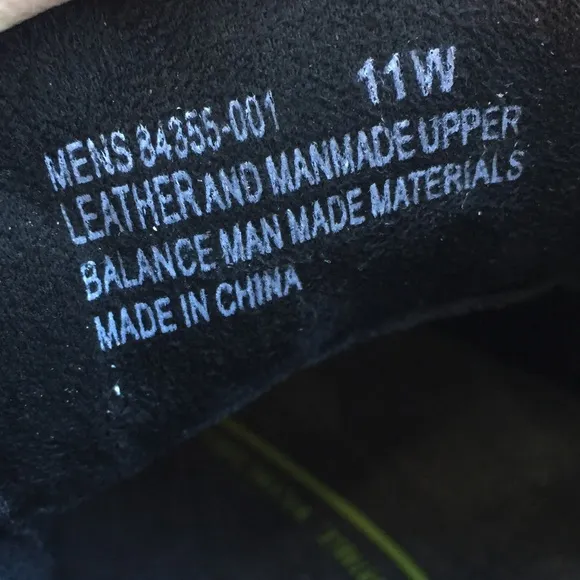 11W
MENS 84355-001
LEATHER AND MANMADE UPPER
BALANCE MAN MADE MATERIALS
MADE IN CHINA